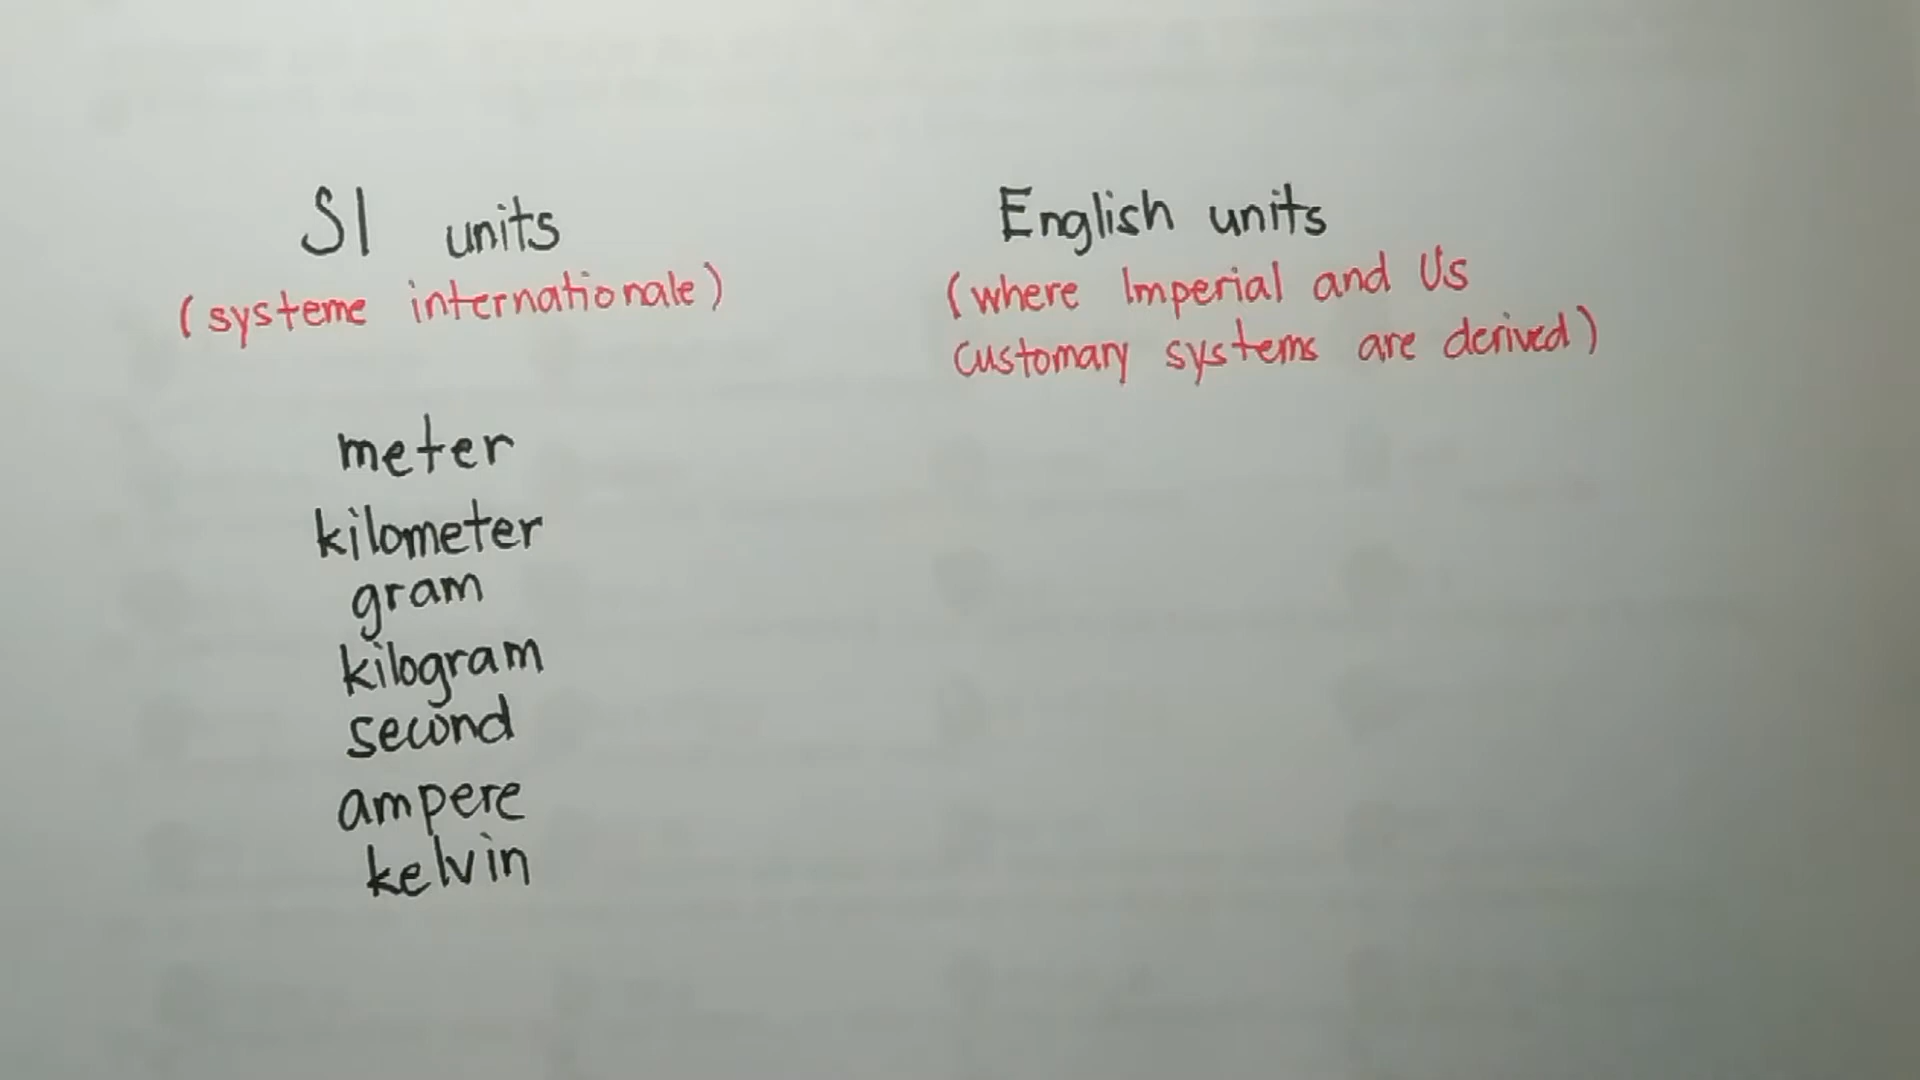 SI units
(systeme internationale)
meter
kilometer
gram
kilogram
second
ampere
kelvin
English units
(where Imperial and US
customary systems are derived)